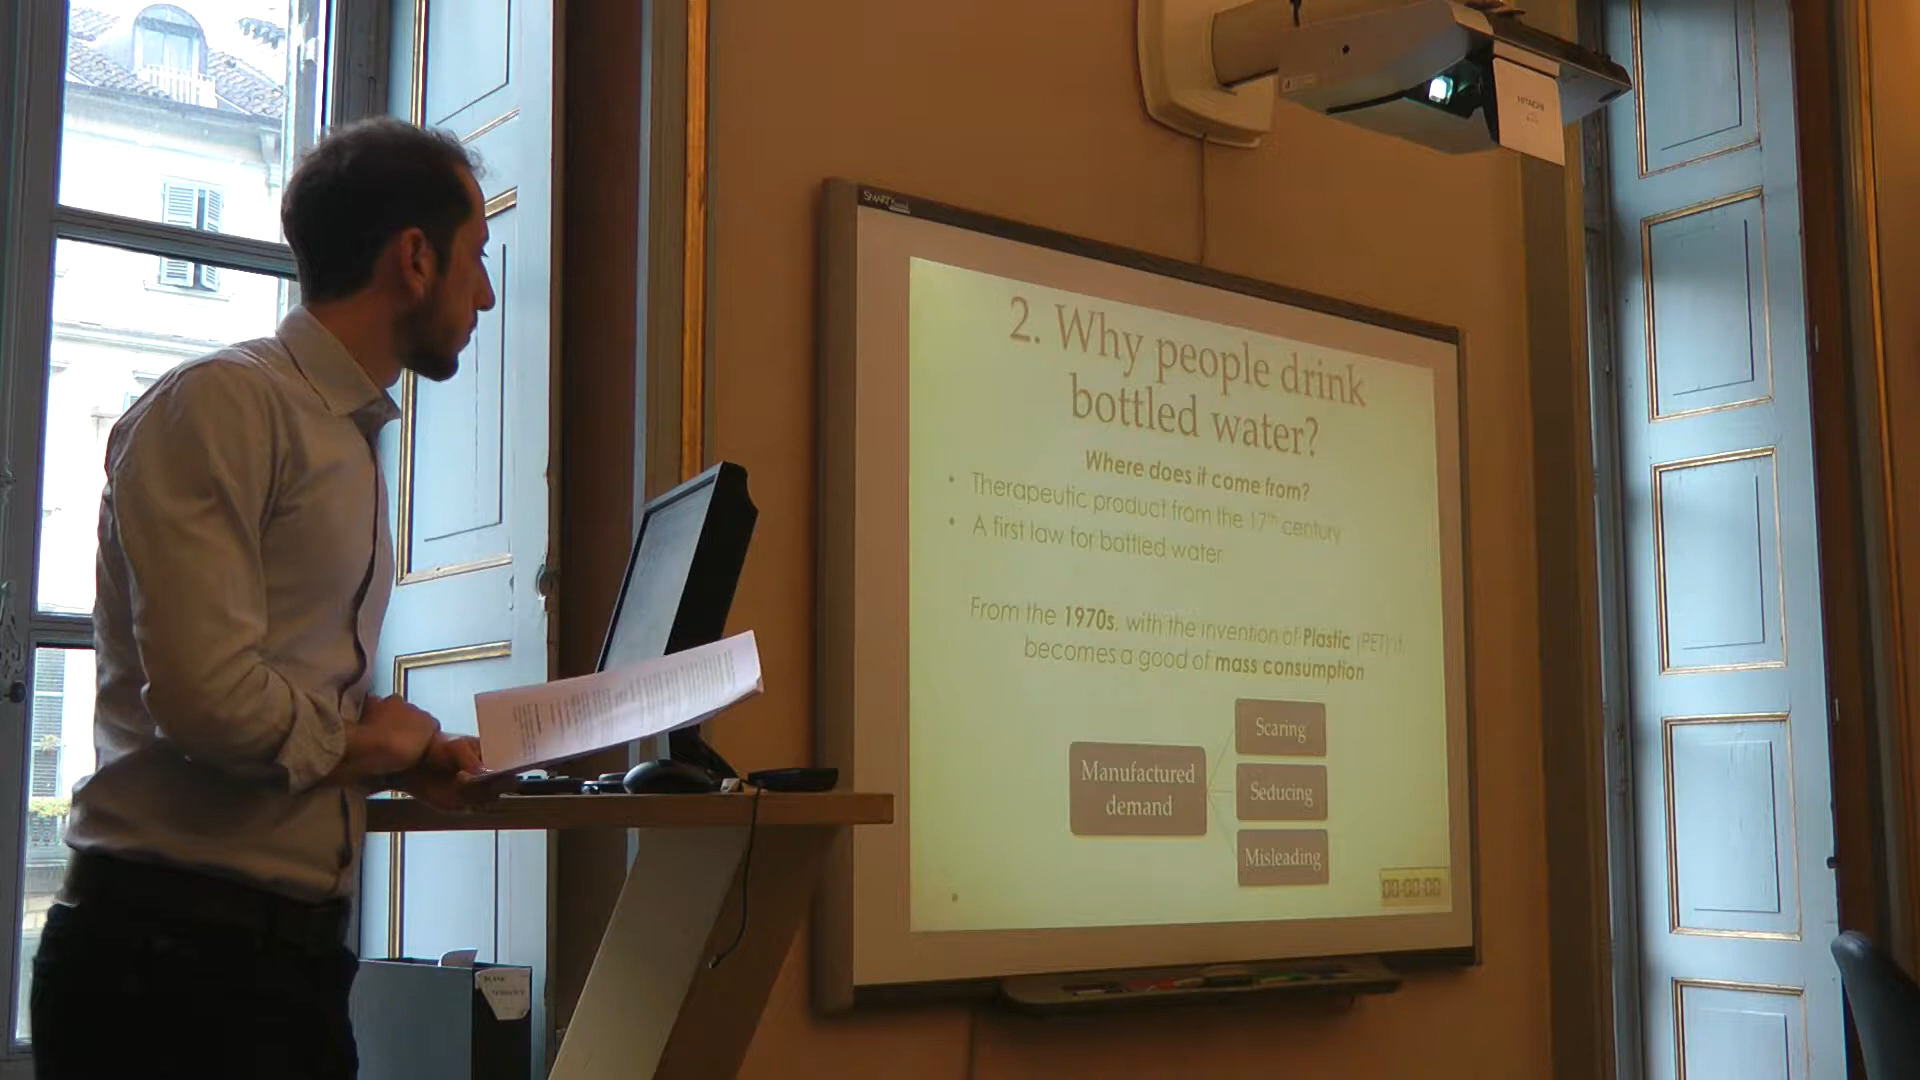 HITACHI
SMART
2. Why people drink
bottled water?
Where does it come from?
• Therapeutic product from the 17th century
• A first law for bottled water
From the 1970s, with the invention of Plastic (PET) it
becomes a good of mass consumption
Manufactured
demand
Scaring
Seducing
Misleading
00:00:00